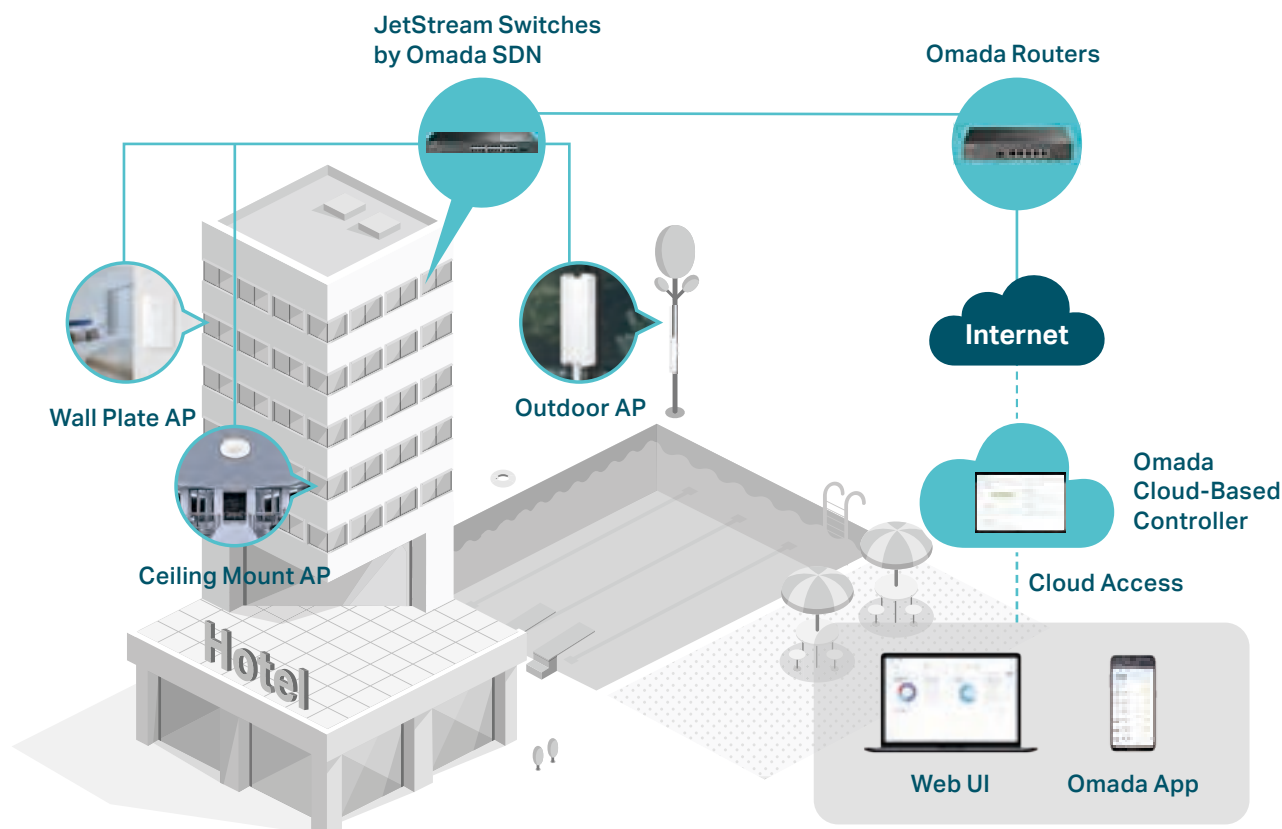 JetStream Switches
by Omada SDN
Omada Routers
Internet
Wall Plate AP
Outdoor AP
Omada
Cloud-Based
Controller
Ceiling Mount AP
Cloud Access
Hotel
Web UI
Omada App